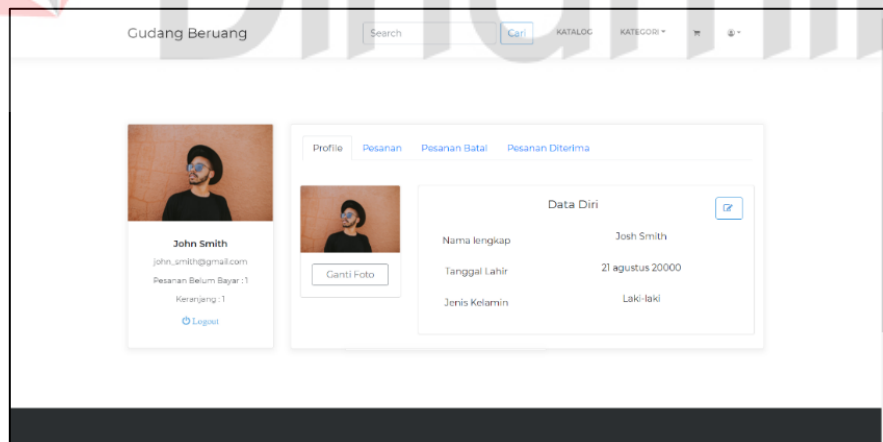 Gudang Beruang
Search
Cari
KATALOG
KATEGORI
Profile
Pesanan
Pesanan Batal
Pesanan Diterima
John Smith
john_smith@gmail.com
Pesanan Belum Bayar : 1
Keranjang : 1
Logout
Ganti Foto
Data Diri
Nama lengkap
Josh Smith
Tanggal Lahir
21 agustus 20000
Jenis Kelamin
Laki-laki